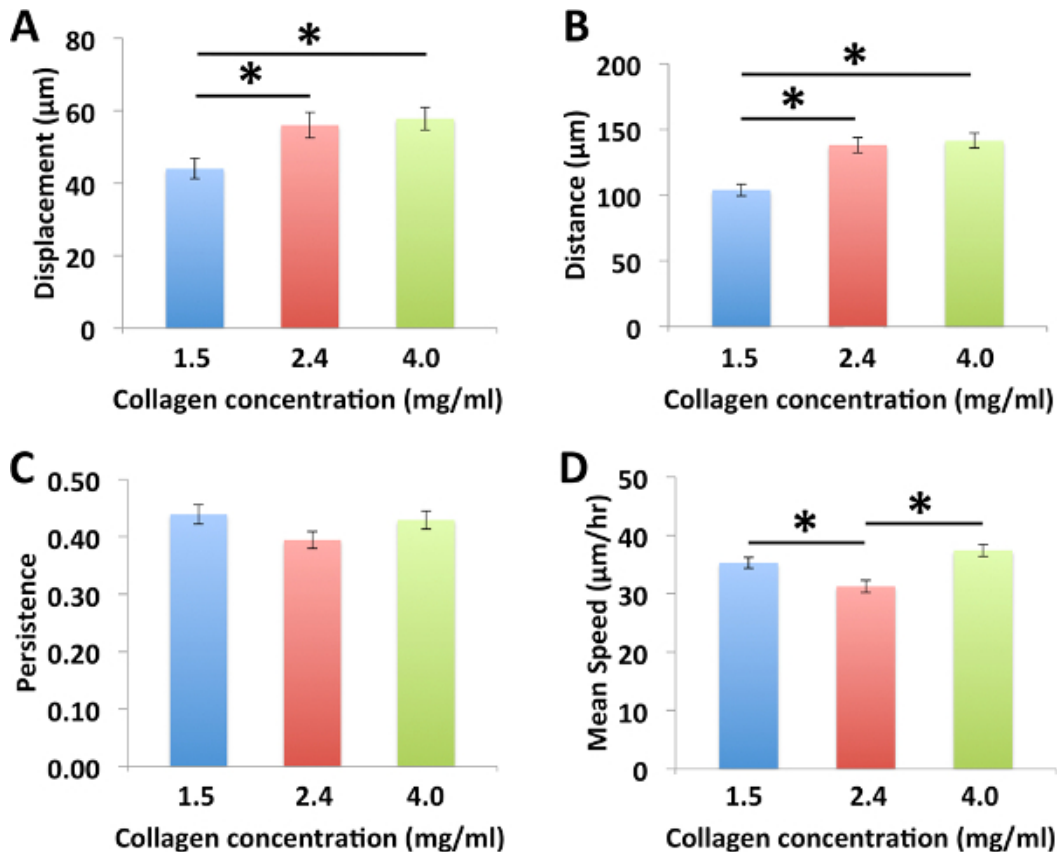 A
Displacement (μm)
80
60
40
20
0
*
*
1.5 2.4 4.0
Collagen concentration (mg/ml)
B
Distance (μm)
200
150
100
50
0
*
*
1.5 2.4 4.0
Collagen concentration (mg/ml)
C
Persistence
0.50
0.40
0.30
0.20
0.10
0.00
1.5 2.4 4.0
Collagen concentration (mg/ml)
D
Mean Speed (μm/hr)
50
40
30
20
10
0
*
*
1.5 2.4 4.0
Collagen concentration (mg/ml)